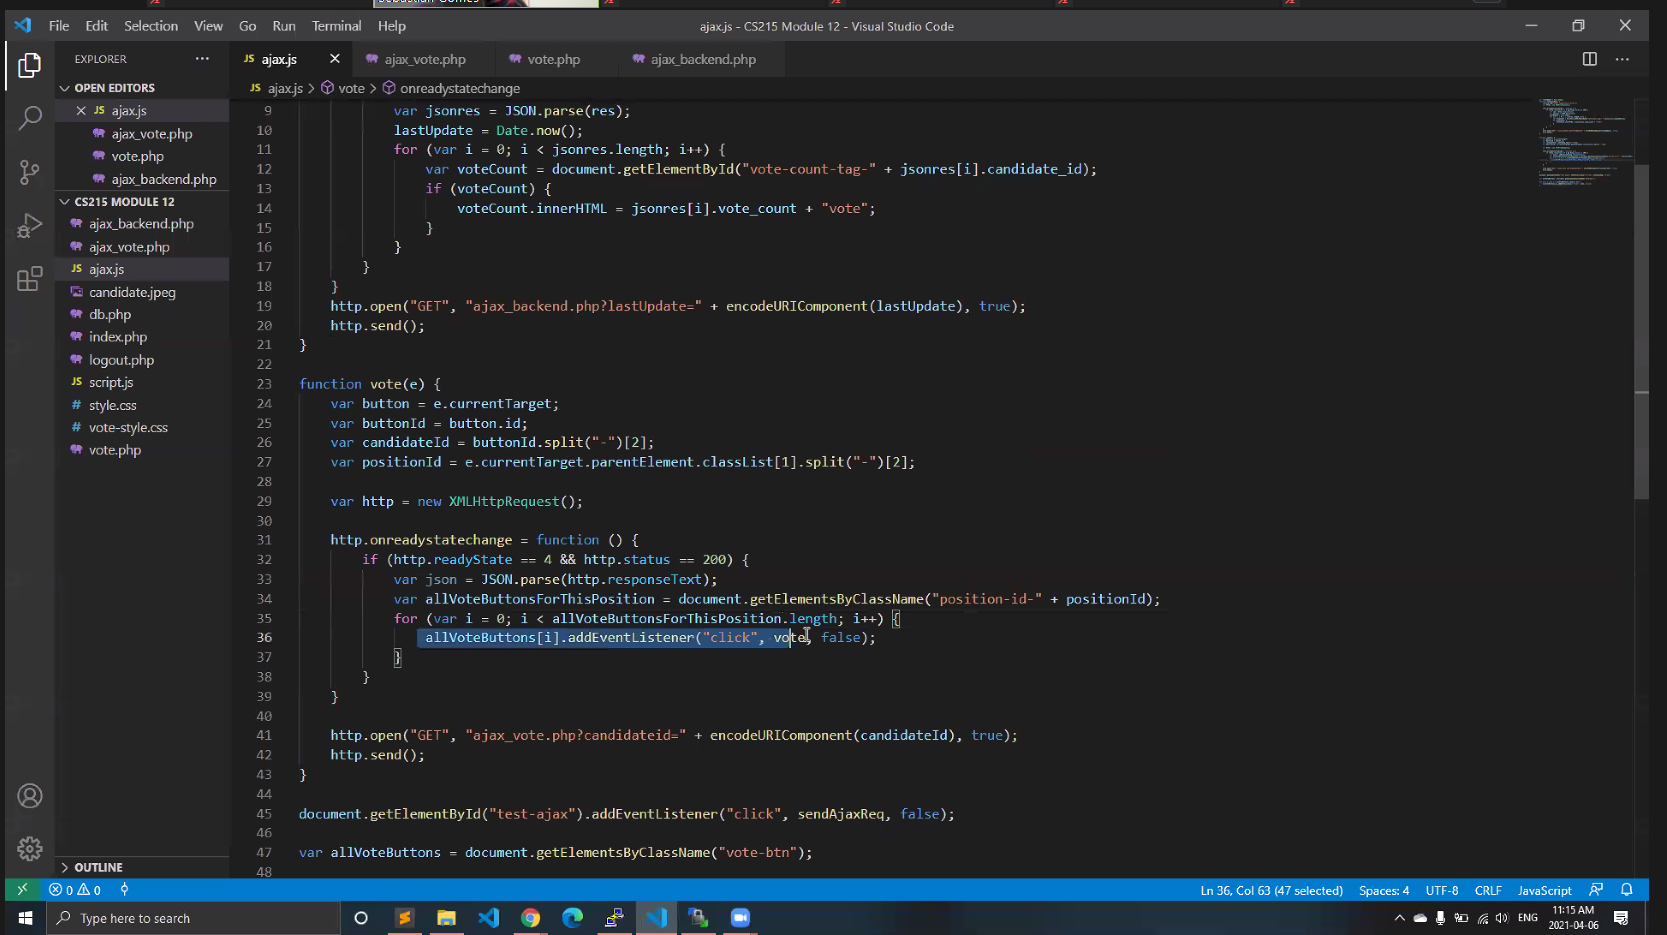 Sebastian Gomes
File Edit Selection View Go Run Terminal Help
ajax.js - CS215 Module 12 - Visual Studio Code
EXPLORER
OPEN EDITORS
ajax.js
ajax_vote.php
vote.php
ajax_backend.php
CS215 MODULE 12
ajax_backend.php
ajax_vote.php
ajax.js
candidate.jpeg
db.php
index.php
logout.php
script.js
style.css
vote-style.css
vote.php
OUTLINE
ajax.js ajax_vote.php vote.php ajax_backend.php
ajax.js > vote > onreadystatechange
9 var jsonres = JSON.parse(res);
10 lastUpdate = Date.now();
11 for (var i = 0; i < jsonres.length; i++) {
12 var voteCount = document.getElementById("vote-count-tag-" + jsonres[i].candidate_id);
13 if (voteCount) {
14 voteCount.innerHTML = jsonres[i].vote_count + "vote";
15 }
16 }
17 }
18 }
19 http.open("GET", "ajax_backend.php?lastUpdate=" + encodeURIComponent(lastUpdate), true);
20 http.send();
21 }
22
23 function vote(e) {
24 var button = e.currentTarget;
25 var buttonId = button.id;
26 var candidateId = buttonId.split("-")[2];
27 var positionId = e.currentTarget.parentElement.classList[1].split("-")[2];
28
29 var http = new XMLHttpRequest();
30
31 http.onreadystatechange = function () {
32 if (http.readyState == 4 && http.status == 200) {
33 var json = JSON.parse(http.responseText);
34 var allVoteButtonsForThisPosition = document.getElementsByClassName("position-id-" + positionId);
35 for (var i = 0; i < allVoteButtonsForThisPosition.length; i++) {
36 allVoteButtons[i].addEventListener("click", vote, false);
37 }
38 }
39 }
40
41 http.open("GET", "ajax_vote.php?candidateid=" + encodeURIComponent(candidateId), true);
42 http.send();
43 }
44
45 document.getElementById("test-ajax").addEventListener("click", sendAjaxReq, false);
46
47 var allVoteButtons = document.getElementsByClassName("vote-btn");
48
0 0
Ln 36, Col 63 (47 selected) Spaces: 4 UTF-8 CRLF JavaScript
Type here to search
ENG
11:15 AM
2021-04-06